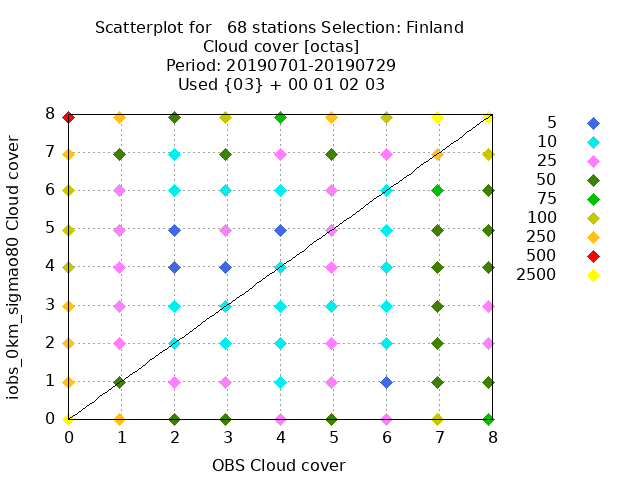 Scatterplot for   68 stations Selection: Finland
Cloud cover [octas]
Period: 20190701-20190729
Used {03} + 00 01 02 03
iobs_0km_sigmao80 Cloud cover
8
7
6
5
4
3
2
1
0
0 1 2 3 4 5 6 7 8
OBS Cloud cover
5
10
25
50
75
100
250
500
2500